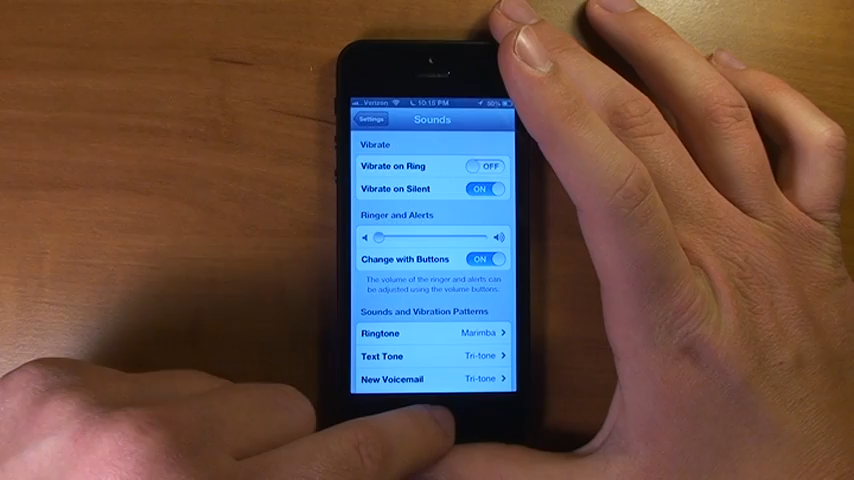 Verizon 10:15 PM 50%
Settings Sounds
Vibrate
Vibrate on Ring OFF
Vibrate on Silent ON
Ringer and Alerts
Change with Buttons ON
The volume of the ringer and alerts can
be adjusted using the volume buttons.
Sounds and Vibration Patterns
Ringtone Marimba
Text Tone Tri-tone
New Voicemail Tri-tone